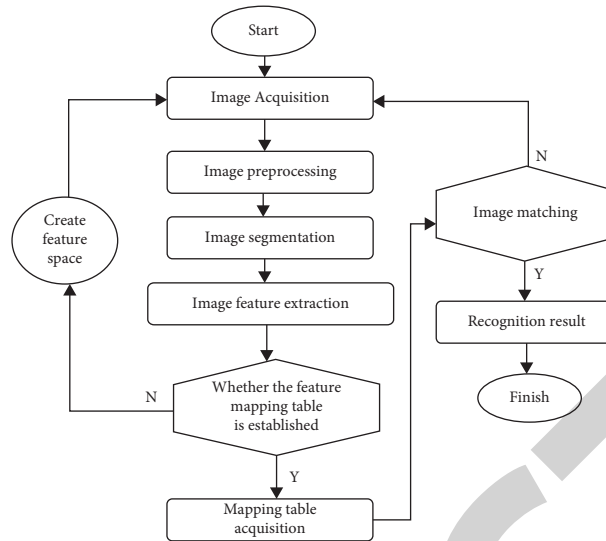 Start
Image Acquisition
Image preprocessing
Image segmentation
Image feature extraction
Whether the feature
mapping table
is established
N
Create
feature
space
Y
Mapping table
acquisition
Image matching
N
Y
Recognition result
Finish